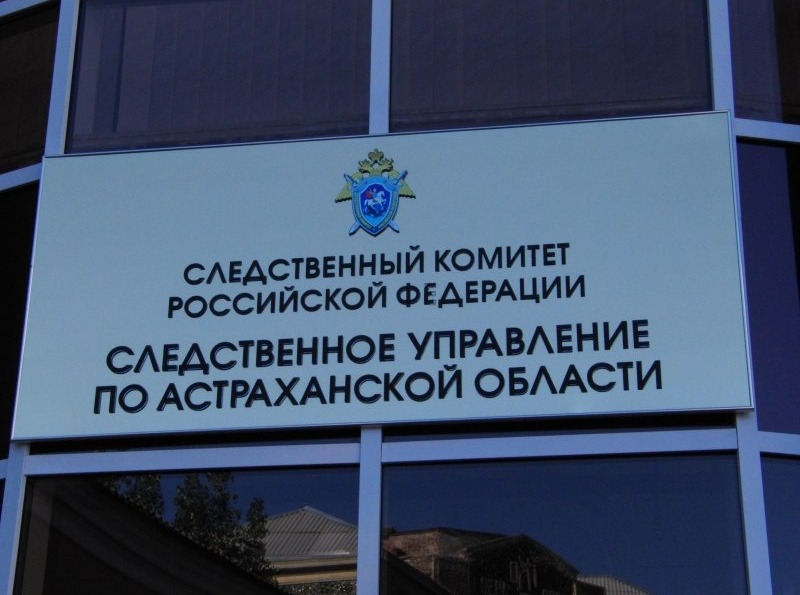 СЛЕДСТВЕННЫЙ КОМИТЕТ
РОССИЙСКОЙ ФЕДЕРАЦИИ
СЛЕДСТВЕННОЕ УПРАВЛЕНИЕ
ПО АСТРАХАНСКОЙ ОБЛАСТИ